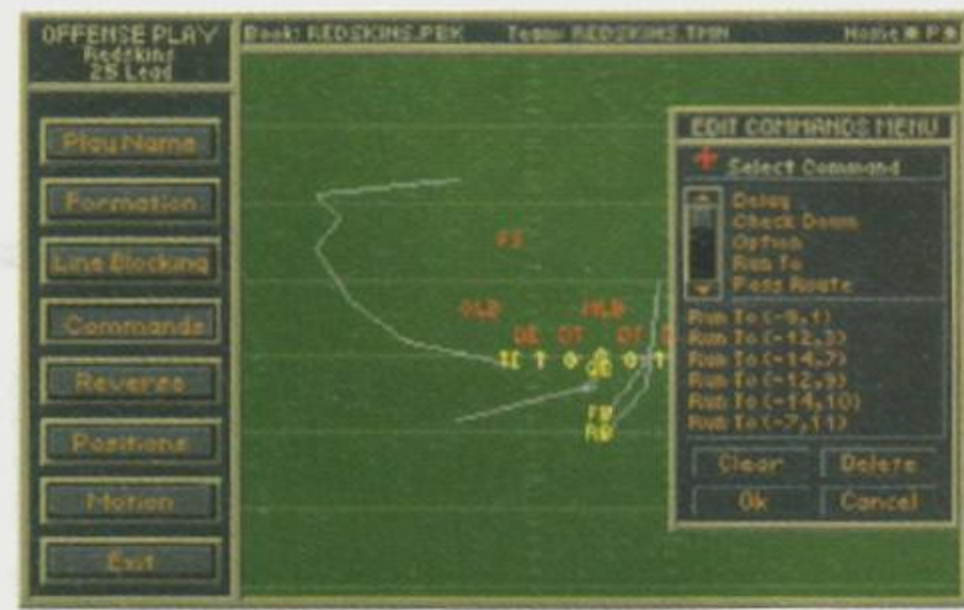 OFFENSE PLAY
Redskins
25 Lead
Book: REDSKINS.PBK Team: REDSKINS.TMN Home
Play Name
Formation
Line Blocking
Commands
Reverse
Positions
Motion
Exit
FS
OLB MLB
DE DT DT
QB
FB
RB
EDIT COMMANDS MENU
Select Command
Delay
Check Down
Option
Run To
Pass Route
Run To (-9,1)
Run To (-12,3)
Run To (-14,7)
Run To (-12,9)
Run To (-14,10)
Run To (-7,11)
Clear Delete
Ok Cancel